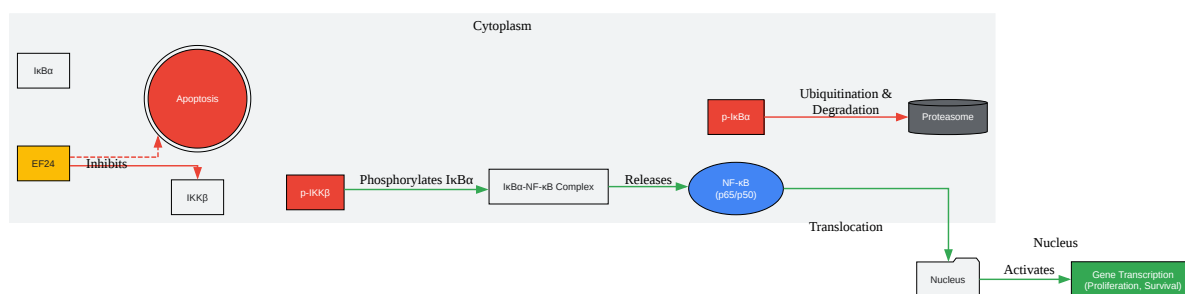 Cytoplasm
IκBα
Apoptosis
Ubiquitination &
Degradation
p-IκBα
Proteasome
EF24
Inhibits
IKKβ
p-IKKβ
Phosphorylates IκBα
IκBα-NF-κB Complex
Releases
NF-κB
(p65/p50)
Translocation
Nucleus
Nucleus
Activates
Gene Transcription
(Proliferation, Survival)